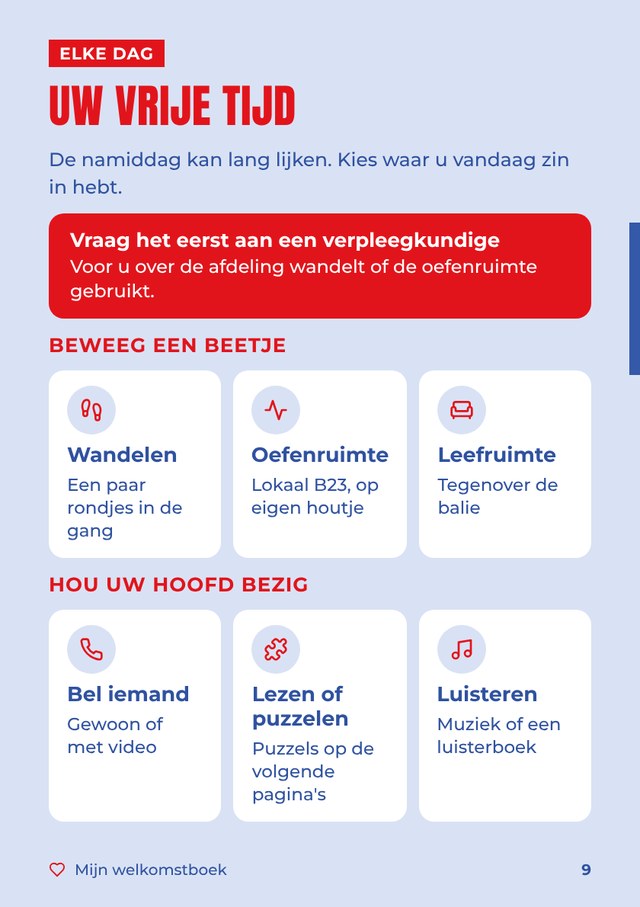 ELKE DAG
UW VRIJE TIJD
De namiddag kan lang lijken. Kies waar u vandaag zin
in hebt.
Vraag het eerst aan een verpleegkundige
Voor u over de afdeling wandelt of de oefenruimte
gebruikt.
BEWEEG EEN BEETJE
Wandelen
Een paar
rondjes in de
gang
Oefenruimte
Lokaal B23, op
eigen houtje
Leefruimte
Tegenover de
balie
HOU UW HOOFD BEZIG
Bel iemand
Gewoon of
met video
Lezen of
puzzelen
Puzzels op de
volgende
pagina's
Luisteren
Muziek of een
luisterboek
Mijn welkomstboek
9